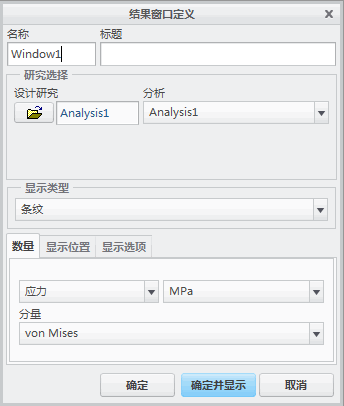 结果窗口定义
名称 标题
Window1
研究选择
设计研究 分析
Analysis1 Analysis1
显示类型
条纹
数量 显示位置 显示选项
应力 MPa
分量
von Mises
确定 确定并显示 取消